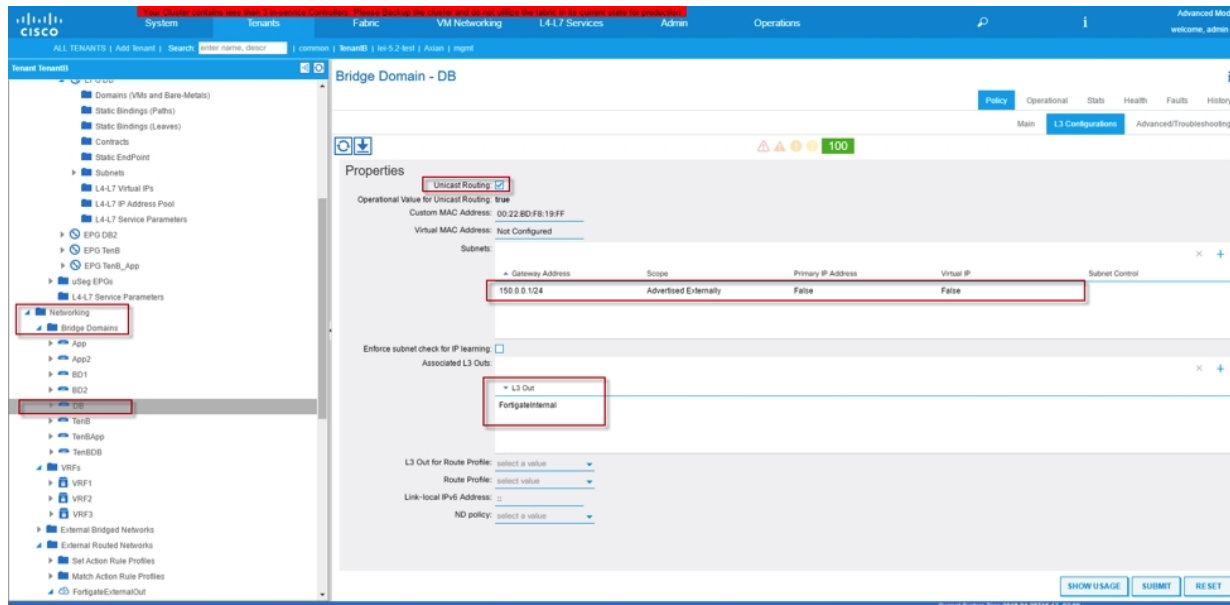 Your Cluster contains less than 3 in-service Controllers. Please Backup the cluster and do not utilize the fabric in its current state for production.
Advanced Mod
CISCO
System Tenants Fabric VM Networking L4-L7 Services Admin Operations
welcome, admin
ALL TENANTS | Add Tenant | Search: enter name, descr | common | TenantB | lei-5.2-test | Axian | mgmt
Tenant TenantB
EPG DB
Domains (VMs and Bare-Metals)
Static Bindings (Paths)
Static Bindings (Leaves)
Contracts
Static EndPoint
Subnets
L4-L7 Virtual IPs
L4-L7 IP Address Pool
L4-L7 Service Parameters
EPG DB2
EPG TenB
EPG TenB_App
uSeg EPGs
L4-L7 Service Parameters
Networking
Bridge Domains
App
App2
BD1
BD2
DB
TenB
TenBApp
TenBDB
VRFs
VRF1
VRF2
VRF3
External Bridged Networks
External Routed Networks
Set Action Rule Profiles
Match Action Rule Profiles
FortigateExternalOut
Bridge Domain - DB
Policy Operational Stats Health Faults History
Main L3 Configurations Advanced/Troubleshooting
100
Properties
Unicast Routing:
Operational Value for Unicast Routing: true
Custom MAC Address: 00:22:BD:F8:19:FF
Virtual MAC Address: Not Configured
Subnets:
Gateway Address Scope Primary IP Address Virtual IP Subnet Control
150.0.0.1/24 Advertised Externally False False
Enforce subnet check for IP learning:
Associated L3 Outs:
L3 Out
FortigateInternal
L3 Out for Route Profile: select a value
Route Profile: select value
Link-local IPv6 Address: ::
ND policy: select a value
SHOW USAGE SUBMIT RESET